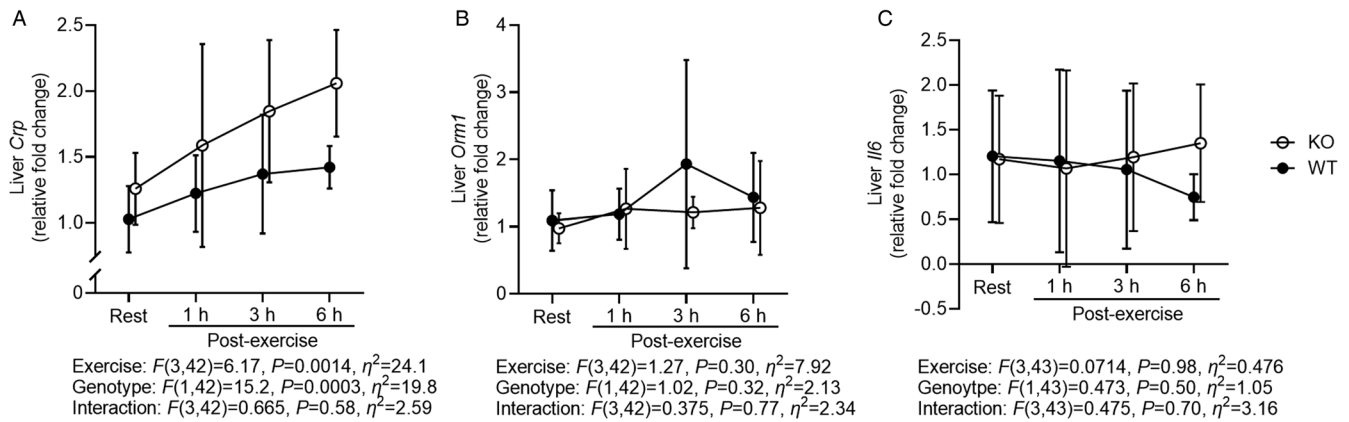 A
Liver Crp
(relative fold change)
2.5
2.0
1.5
1.0
0
Rest
1 h
3 h
6 h
Post-exercise
Exercise: F(3,42)=6.17, P=0.0014, η²=24.1
Genotype: F(1,42)=15.2, P=0.0003, η²=19.8
Interaction: F(3,42)=0.665, P=0.58, η²=2.59
B
Liver Orm1
(relative fold change)
4
3
2
1
0
Rest
1 h
3 h
6 h
Post-exercise
Exercise: F(3,42)=1.27, P=0.30, η²=7.92
Genotype: F(1,42)=1.02, P=0.32, η²=2.13
Interaction: F(3,42)=0.375, P=0.77, η²=2.34
C
Liver Il6
(relative fold change)
2.5
2.0
1.5
1.0
0.5
0.0
-0.5
Rest
1 h
3 h
6 h
Post-exercise
Exercise: F(3,43)=0.0714, P=0.98, η²=0.476
Genoytpe: F(1,43)=0.473, P=0.50, η²=1.05
Interaction: F(3,43)=0.475, P=0.70, η²=3.16
KO
WT